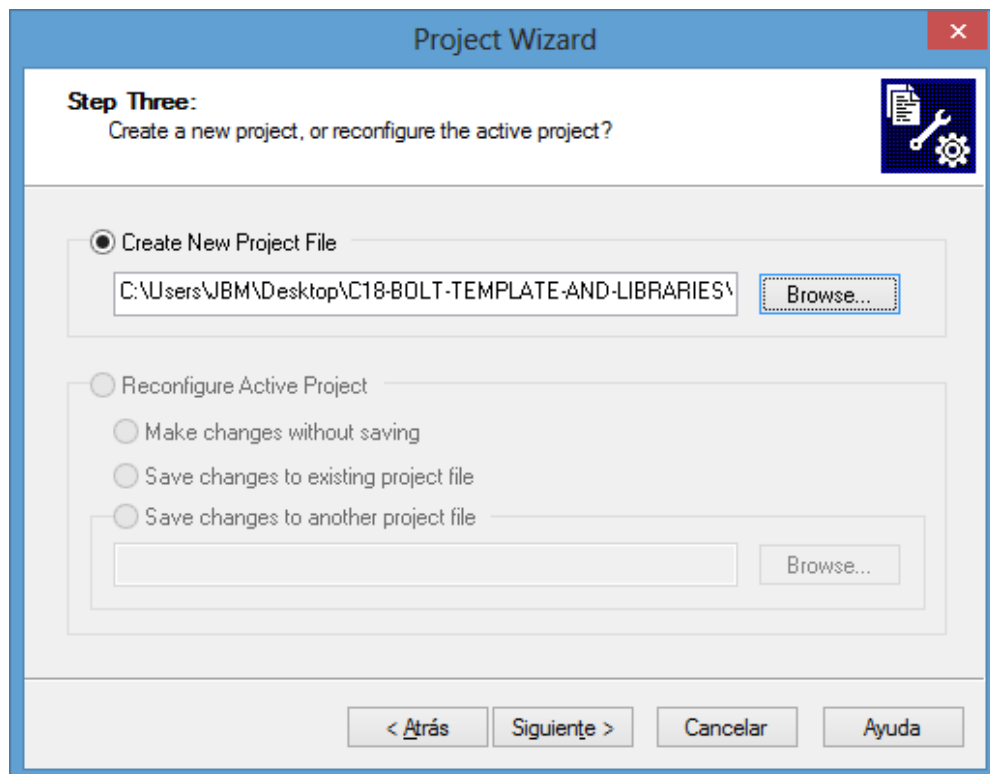 Project Wizard
Step Three:
Create a new project, or reconfigure the active project?
Create New Project File
C:\Users\JBM\Desktop\C18-BOLT-TEMPLATE-AND-LIBRARIES\
Browse...
Reconfigure Active Project
Make changes without saving
Save changes to existing project file
Save changes to another project file
Browse...
< Atrás
Siguiente >
Cancelar
Ayuda